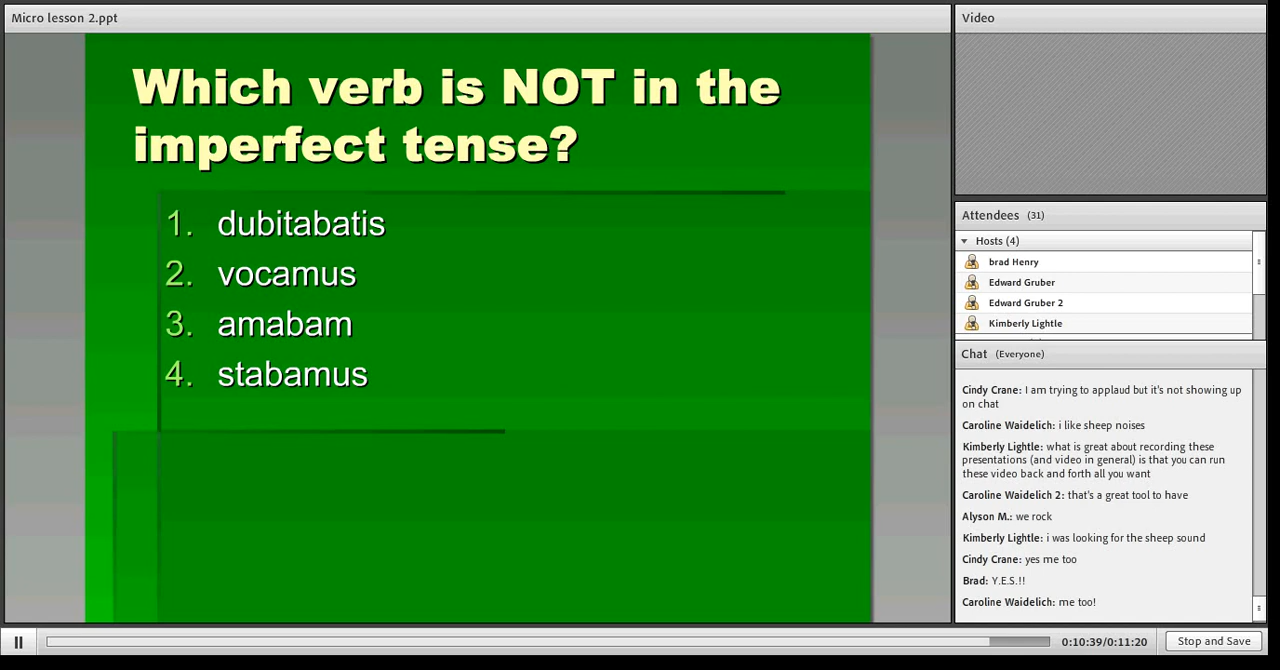 Micro lesson 2.ppt
Which verb is NOT in the
imperfect tense?
1. dubitabatis
2. vocamus
3. amabam
4. stabamus
Video
Attendees (31)
Hosts (4)
brad Henry
Edward Gruber
Edward Gruber 2
Kimberly Lightle
Chat (Everyone)
Cindy Crane: I am trying to applaud but it's not showing up
on chat
Caroline Waidelich: i like sheep noises
Kimberly Lightle: what is great about recording these
presentations (and video in general) is that you can run
these video back and forth all you want
Caroline Waidelich 2: that's a great tool to have
Alyson M.: we rock
Kimberly Lightle: i was looking for the sheep sound
Cindy Crane: yes me too
Brad: Y.E.S.!!
Caroline Waidelich: me too!
0:10:39/0:11:20
Stop and Save